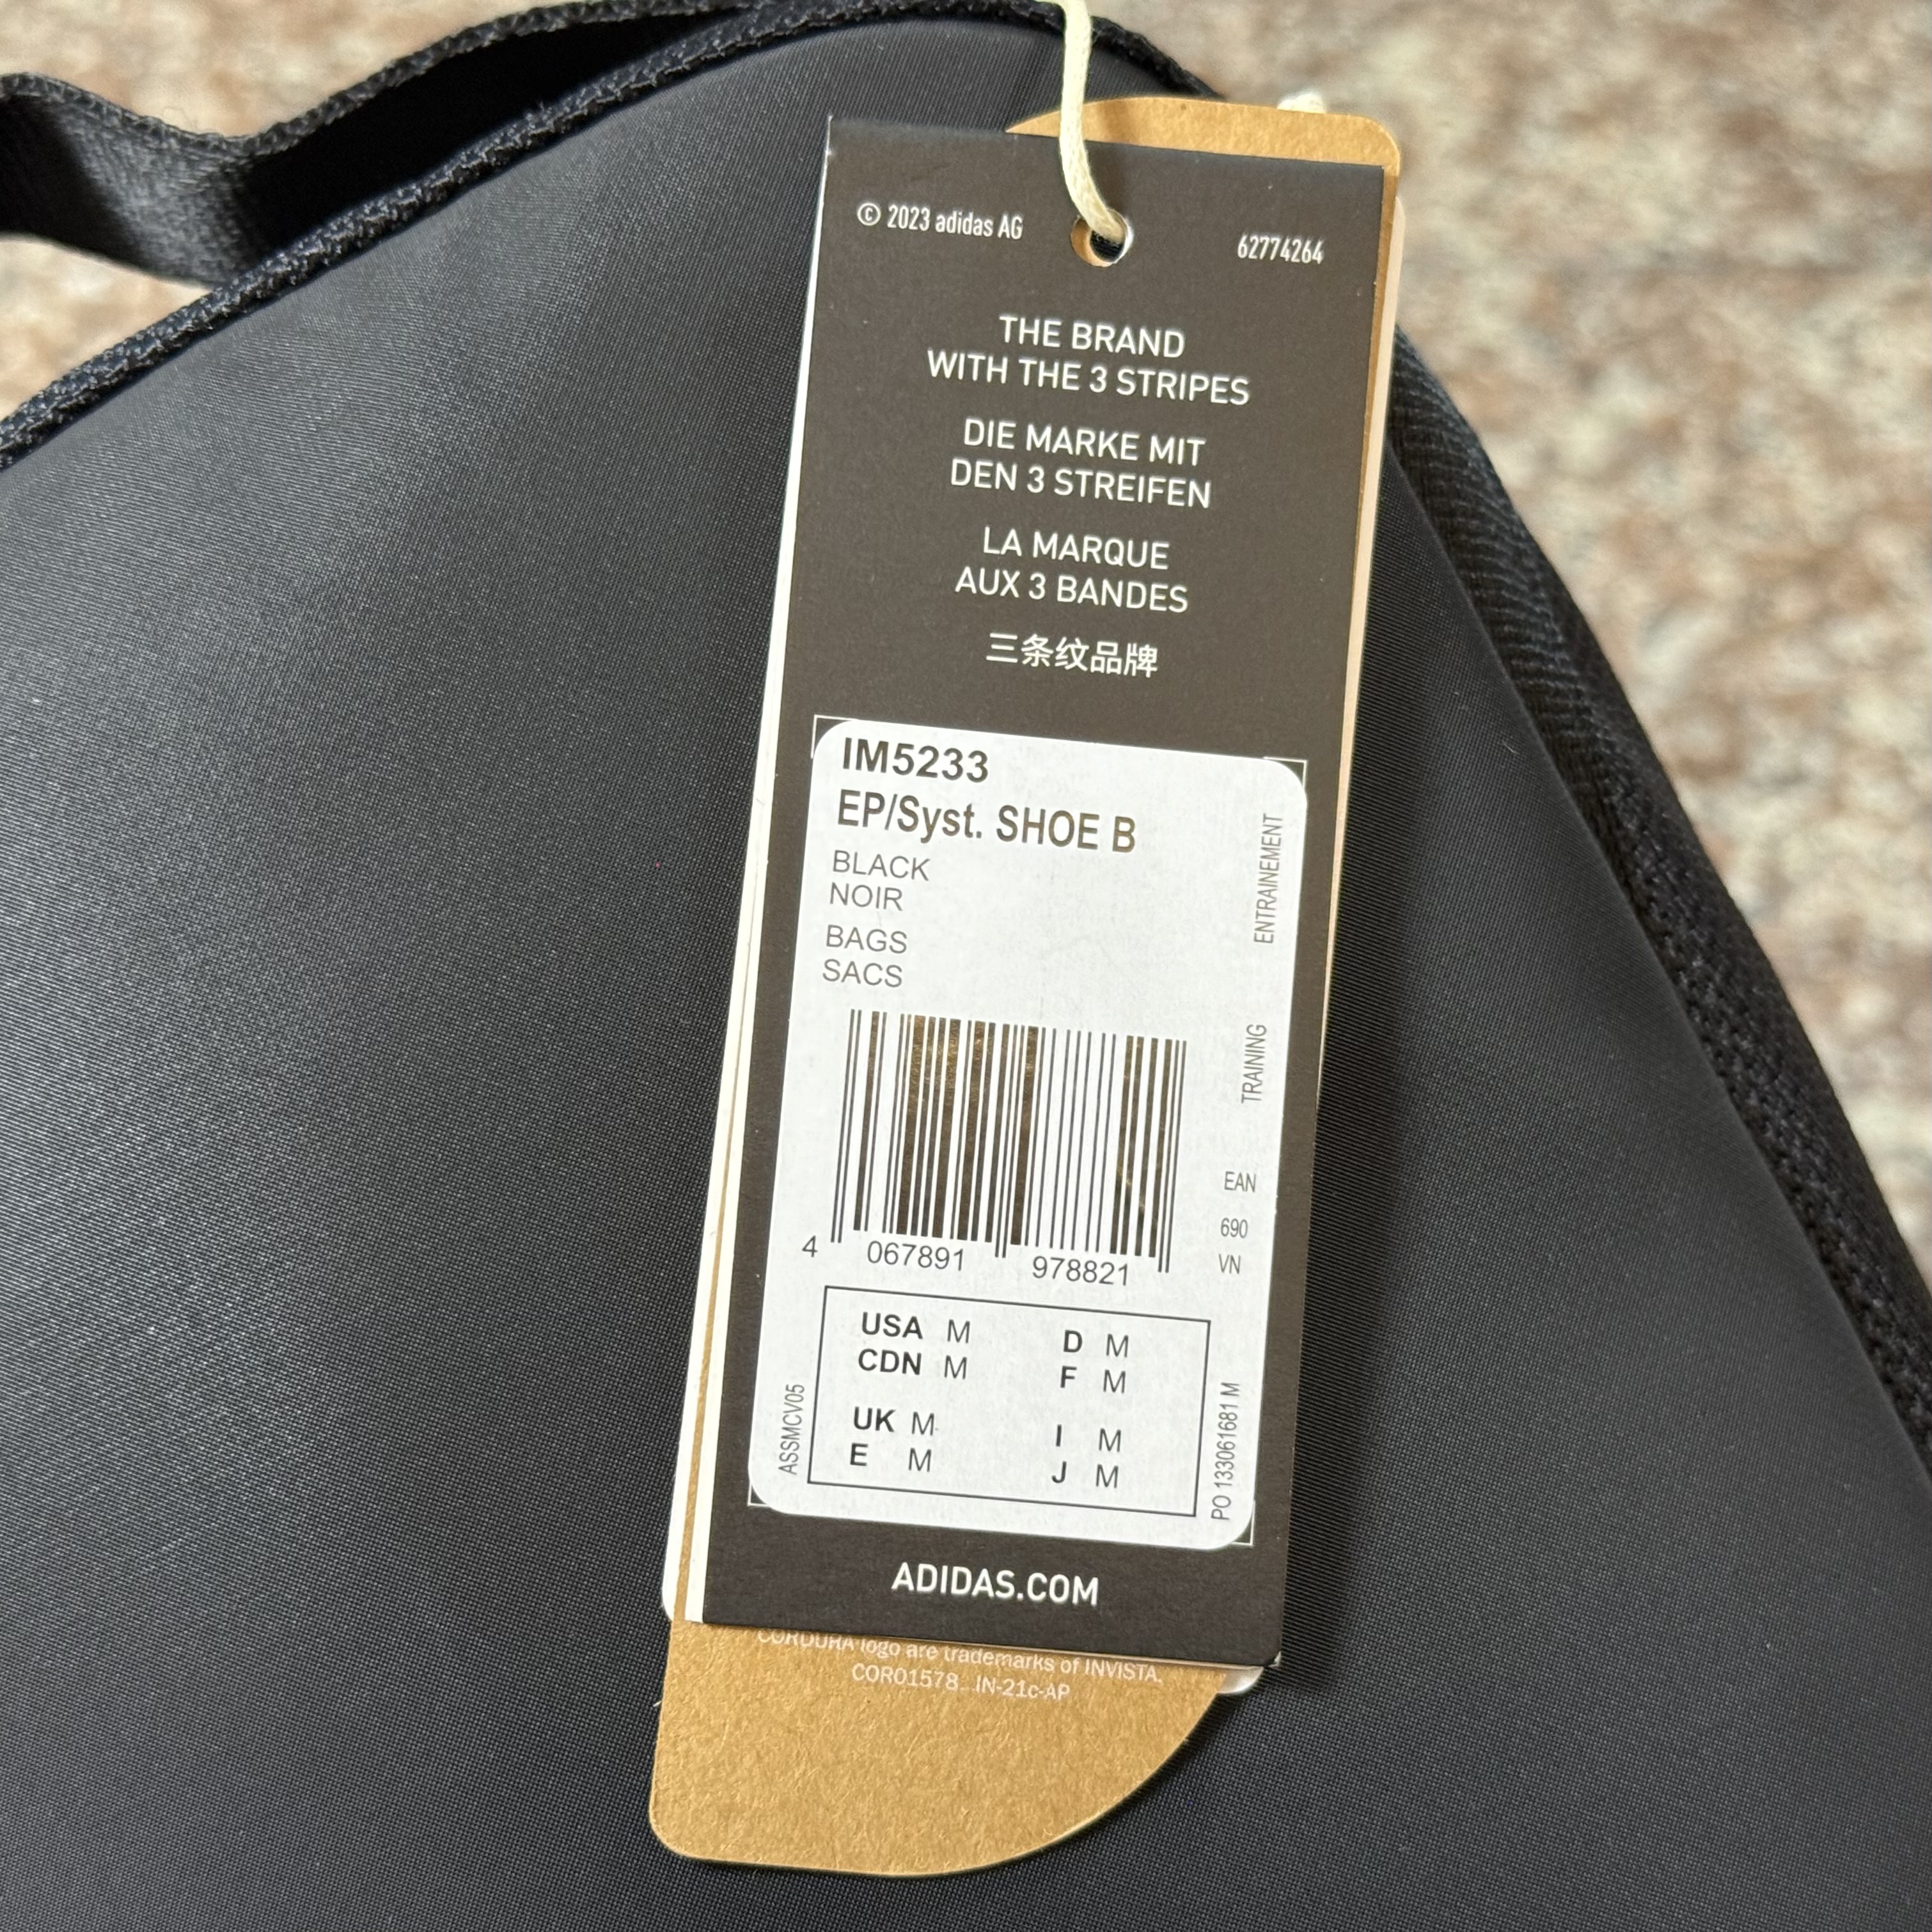 © 2023 adidas AG
62774264
THE BRAND
WITH THE 3 STRIPES
DIE MARKE MIT
DEN 3 STREIFEN
LA MARQUE
AUX 3 BANDES
三条纹品牌
IM5233
EP/Syst. SHOE B
BLACK
NOIR
BAGS
SACS
ENTRAINEMENT
TRAINING
EAN
690
VN
4 067891 978821
USA M D M
CDN M F M
UK M I M
E M J M
ASSMCV05
PO 133061681 M
ADIDAS.COM
CORDURA logo are trademarks of INVISTA.
COR01578 IN-21c-AP